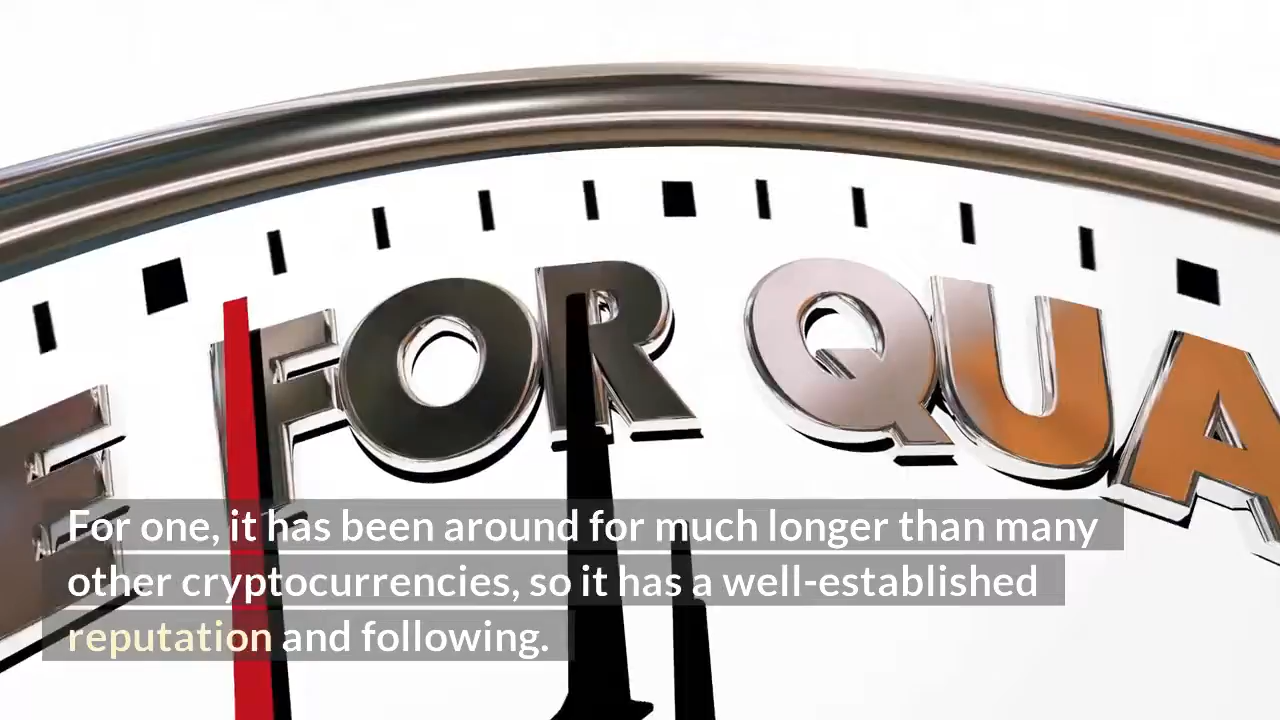 E FOR QUA
For one, it has been around for much longer than many
other cryptocurrencies, so it has a well-established
reputation and following.